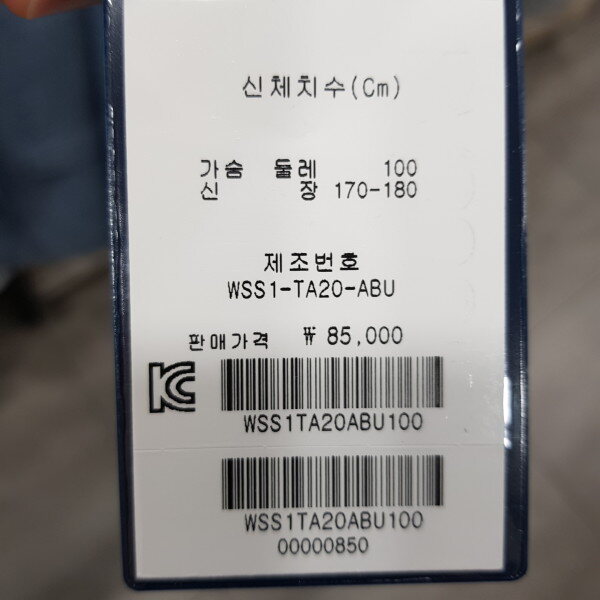 신체치수(Cm)
가슴 둘레 100
신 장 170-180
제조번호
WSS1-TA20-ABU
판매가격 ₩ 85,000
KC
WSS1TA20ABU100
WSS1TA20ABU100
00000850